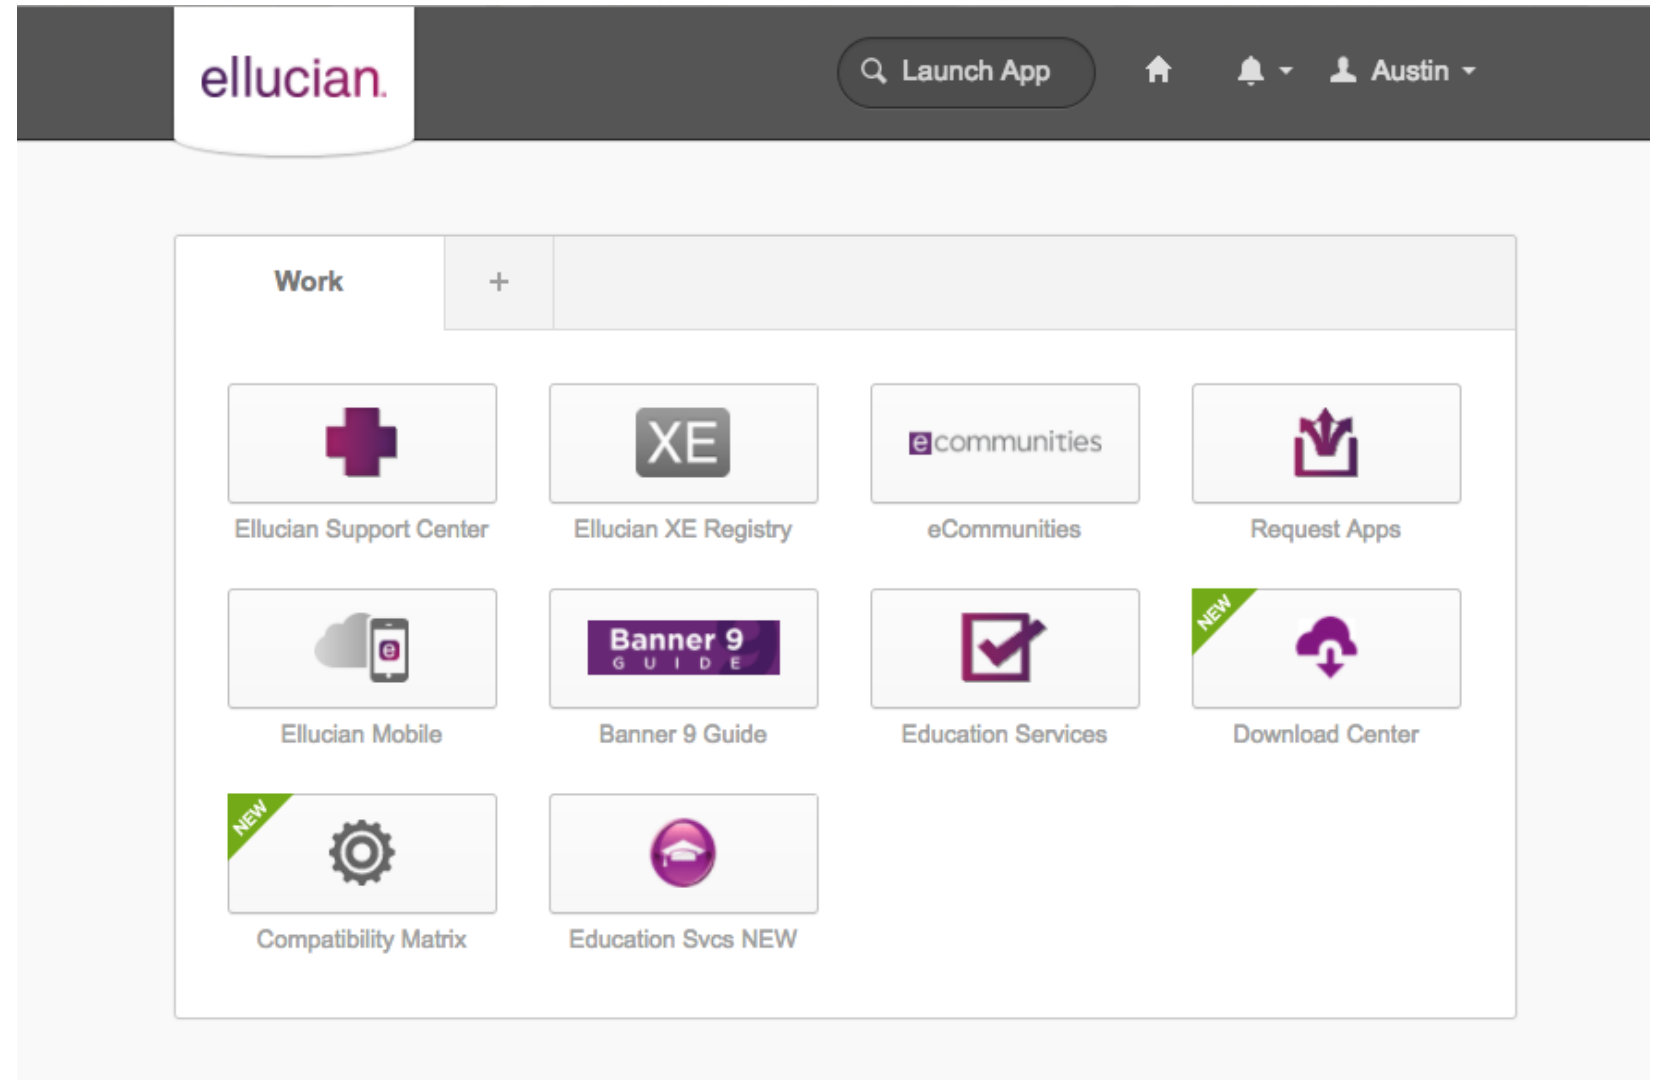 ellucian.
Launch App
Austin
Work
+
XE
ecommunities
Ellucian Support Center
Ellucian XE Registry
eCommunities
Request Apps
e
Banner 9
GUIDE
NEW
Ellucian Mobile
Banner 9 Guide
Education Services
Download Center
NEW
Compatibility Matrix
Education Svcs NEW